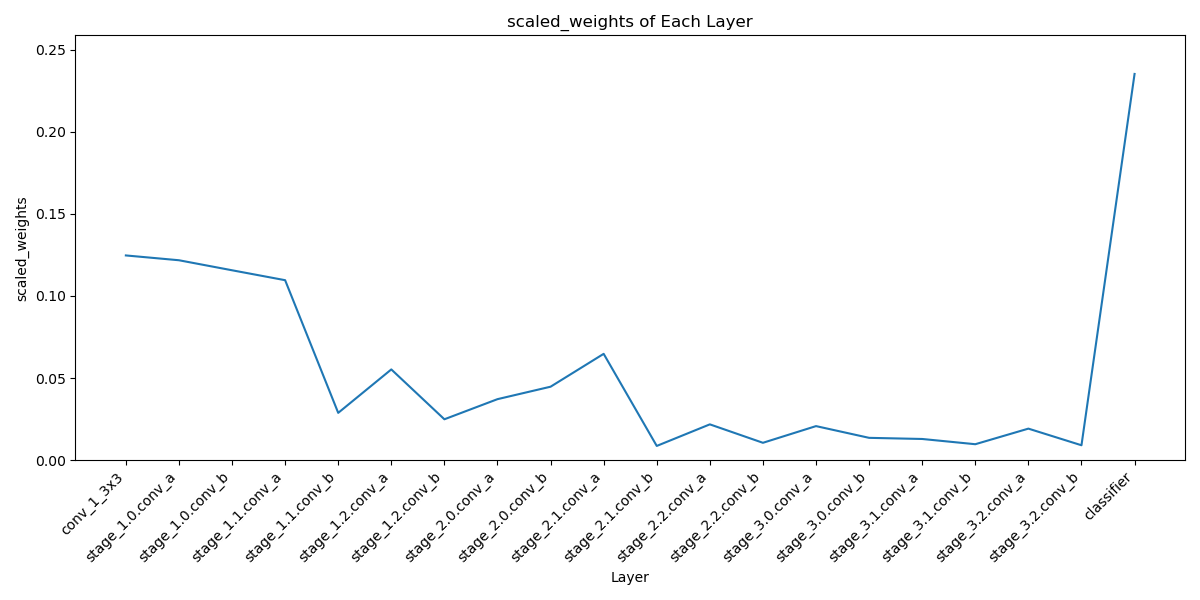 scaled_weights of Each Layer
scaled_weights
0.25
0.20
0.15
0.10
0.05
0.00
conv_1_3x3
stage_1.0.conv_a
stage_1.0.conv_b
stage_1.1.conv_a
stage_1.1.conv_b
stage_1.2.conv_a
stage_1.2.conv_b
stage_2.0.conv_a
stage_2.0.conv_b
stage_2.1.conv_a
stage_2.1.conv_b
stage_2.2.conv_a
stage_2.2.conv_b
stage_3.0.conv_a
stage_3.0.conv_b
stage_3.1.conv_a
stage_3.1.conv_b
stage_3.2.conv_a
stage_3.2.conv_b
classifier
Layer